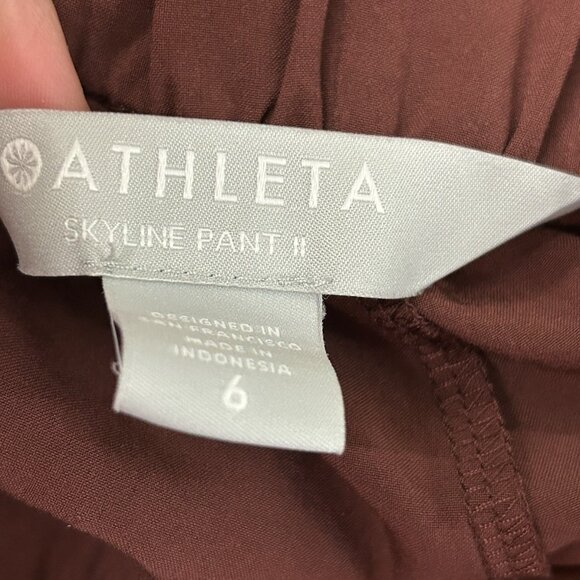 ATHLETA
SKYLINE PANT II
DESIGNED IN
SAN FRANCISCO
MADE IN
INDONESIA
6